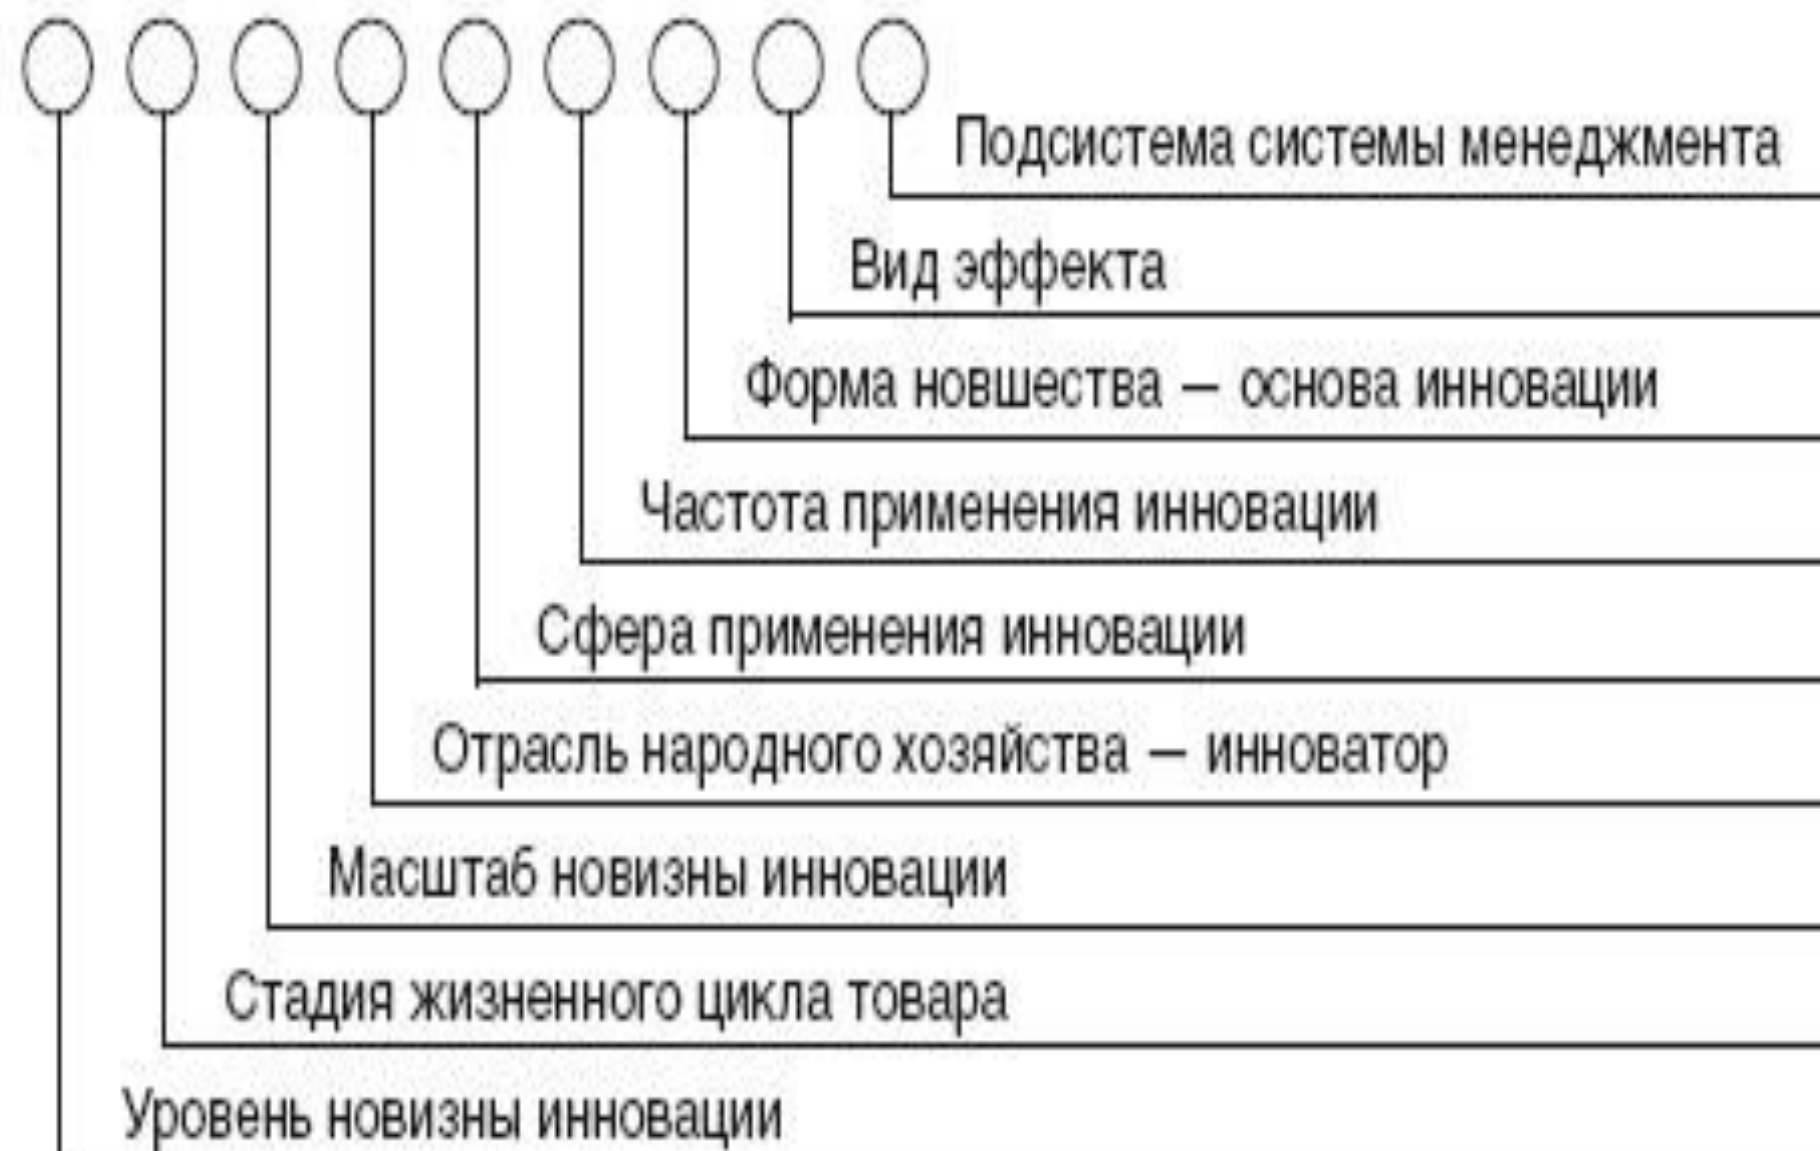 Подсистема системы менеджмента
Вид эффекта
Форма новшества — основа инновации
Частота применения инновации
Сфера применения инновации
Отрасль народного хозяйства — инноватор
Масштаб новизны инновации
Стадия жизненного цикла товара
Уровень новизны инновации